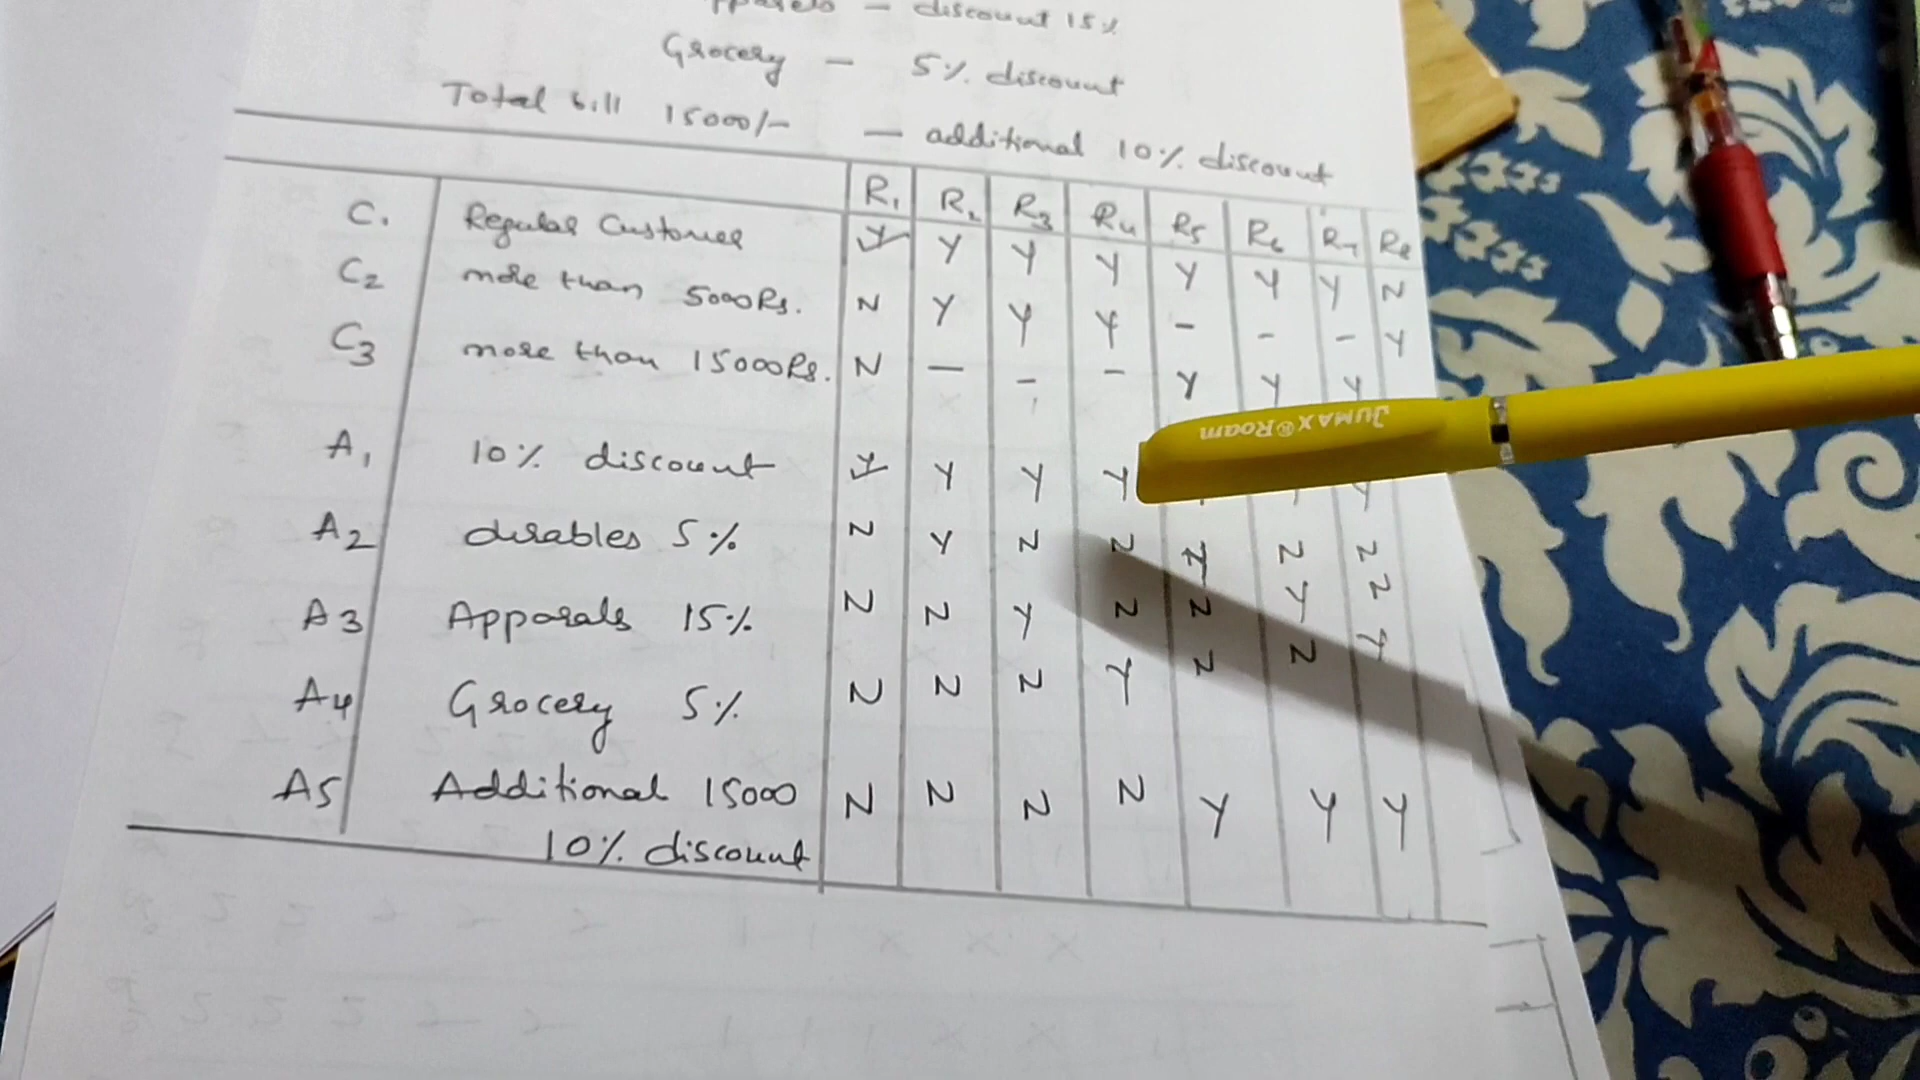 discount 15%
Grocery — 5% discount
Total bill 15000/- — additional 10% discount
R1 R2 R3 R4 R5 R6 R7 R8
C1 Regular Customer Y Y Y Y Y Y Y N
C2 more than 5000Rs. N Y Y Y - - - Y
C3 more than 15000Rs. N — - - Y Y Y
A1 10% discount Y Y Y Y
A2 durables 5% N Y N N Y N N
A3 Apparals 15% N N Y N N Y N
A4 Grocery 5% N N N Y N N Y
A5 Additional 15000 N N N N Y Y Y
10% discount
JUMAX®Roam